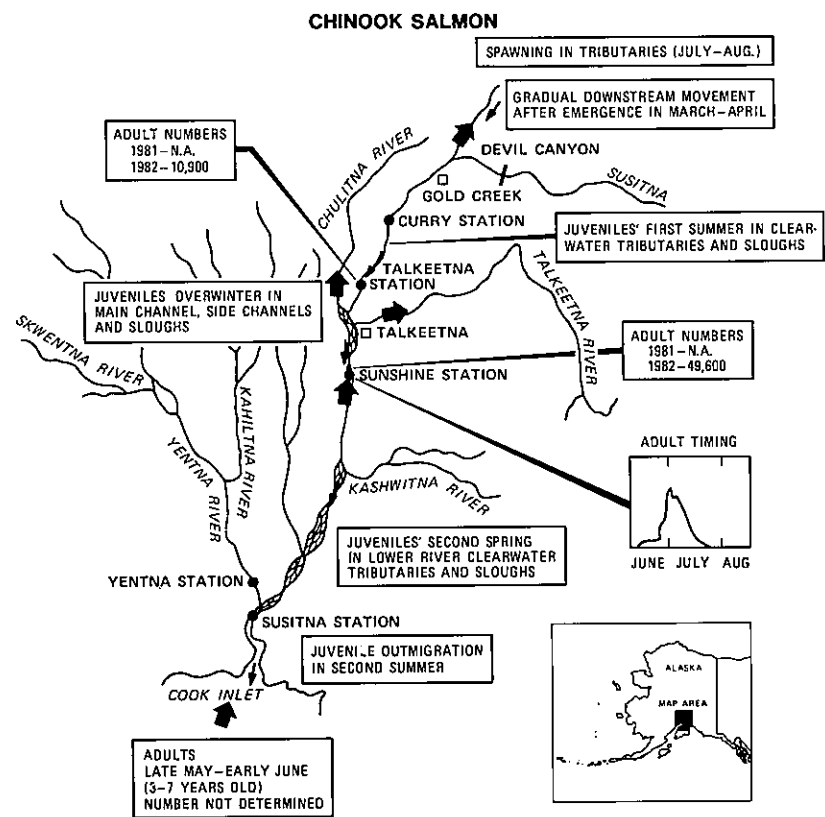 CHINOOK SALMON
SPAWNING IN TRIBUTARIES (JULY–AUG.)
GRADUAL DOWNSTREAM MOVEMENT
AFTER EMERGENCE IN MARCH–APRIL
ADULT NUMBERS
1981–N.A.
1982–10,900
CHULITNA RIVER
DEVIL CANYON
GOLD CREEK
SUSITNA
CURRY STATION
JUVENILES' FIRST SUMMER IN CLEAR-
WATER TRIBUTARIES AND SLOUGHS
TALKEETNA
STATION
TALKEETNA RIVER
JUVENILES OVERWINTER IN
MAIN CHANNEL, SIDE CHANNELS
AND SLOUGHS
TALKEETNA
SKWENTNA RIVER
ADULT NUMBERS
1981–N.A.
1982–49,600
SUNSHINE STATION
KAHILTNA RIVER
YENTNA RIVER
ADULT TIMING
JUNE JULY AUG
KASHWITNA RIVER
JUVENILES' SECOND SPRING
IN LOWER RIVER CLEARWATER
TRIBUTARIES AND SLOUGHS
YENTNA STATION
SUSITNA STATION
JUVENILE OUTMIGRATION
IN SECOND SUMMER
COOK INLET
ALASKA
MAP AREA
ADULTS
LATE MAY–EARLY JUNE
(3–7 YEARS OLD)
NUMBER NOT DETERMINED